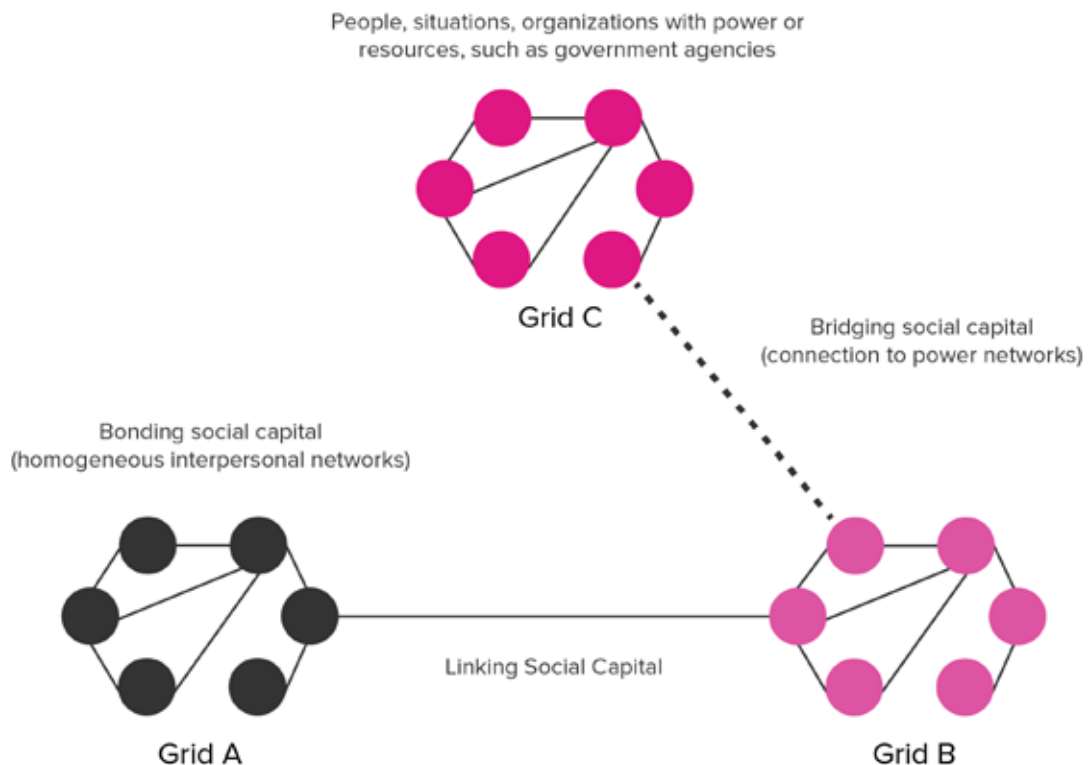 People, situations, organizations with power or
resources, such as government agencies
Grid C
Bridging social capital
(connection to power networks)
Bonding social capital
(homogeneous interpersonal networks)
Linking Social Capital
Grid A
Grid B